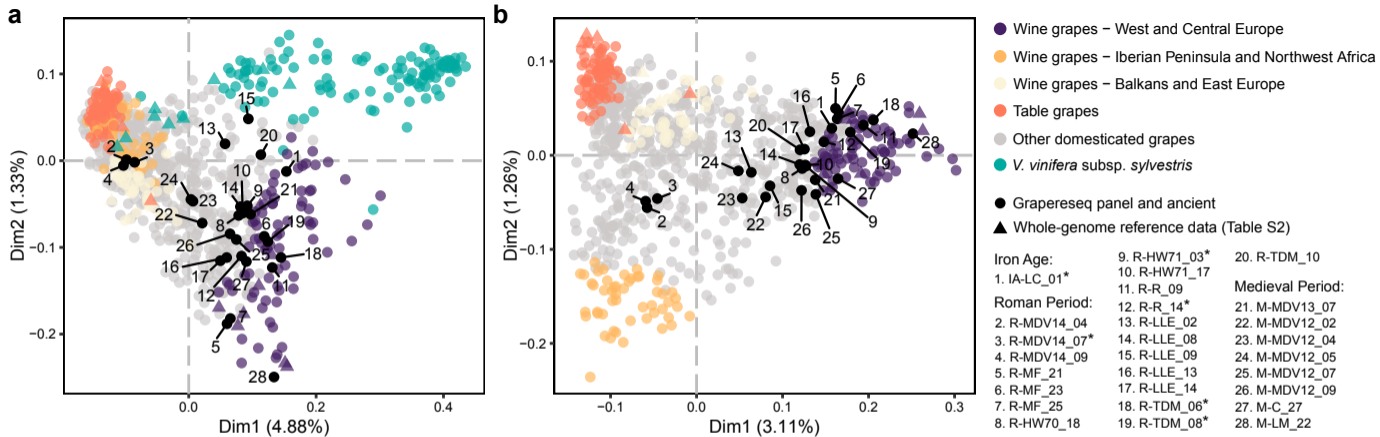 a
0.1
0.0
−0.1
−0.2
Dim2 (1.33%)
0.0
0.2
0.4
Dim1 (4.88%)
15
13
20
2
3
4
1
24
23
10
14
9
21
22
8
6
19
26
25
18
16
17
12
27
11
7
5
28
b
0.1
0.0
−0.1
−0.2
Dim2 (1.26%)
−0.1
0.0
0.1
0.2
0.3
Dim1 (3.11%)
5
6
16
1
7
18
20
17
13
12
11
28
24
14
10
19
4
3
8
27
2
23
22
15
21
9
26
25
Wine grapes − West and Central Europe
Wine grapes − Iberian Peninsula and Northwest Africa
Wine grapes − Balkans and East Europe
Table grapes
Other domesticated grapes
V. vinifera subsp. sylvestris
Grapereseq panel and ancient
Whole-genome reference data (Table S2)
Iron Age:
1. IA-LC_01*
Roman Period:
2. R-MDV14_04
3. R-MDV14_07*
4. R-MDV14_09
5. R-MF_21
6. R-MF_23
7. R-MF_25
8. R-HW70_18
9. R-HW71_03*
10. R-HW71_17
11. R-R_09
12. R-R_14*
13. R-LLE_02
14. R-LLE_08
15. R-LLE_09
16. R-LLE_13
17. R-LLE_14
18. R-TDM_06*
19. R-TDM_08*
20. R-TDM_10
Medieval Period:
21. M-MDV13_07
22. M-MDV12_02
23. M-MDV12_04
24. M-MDV12_05
25. M-MDV12_07
26. M-MDV12_09
27. M-C_27
28. M-LM_22